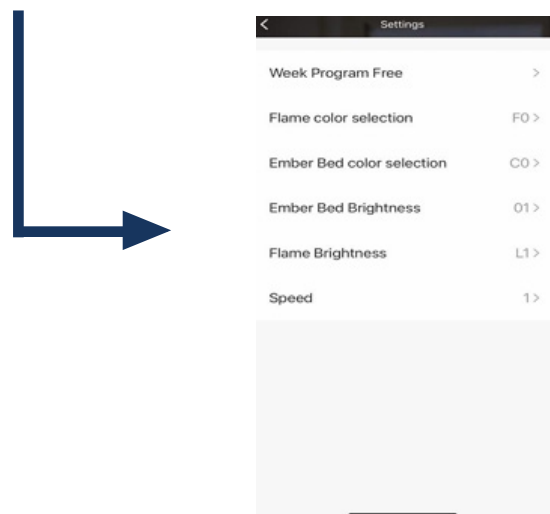 Settings
Week Program Free >
Flame color selection F0 >
Ember Bed color selection C0 >
Ember Bed Brightness 01 >
Flame Brightness L1 >
Speed 1 >